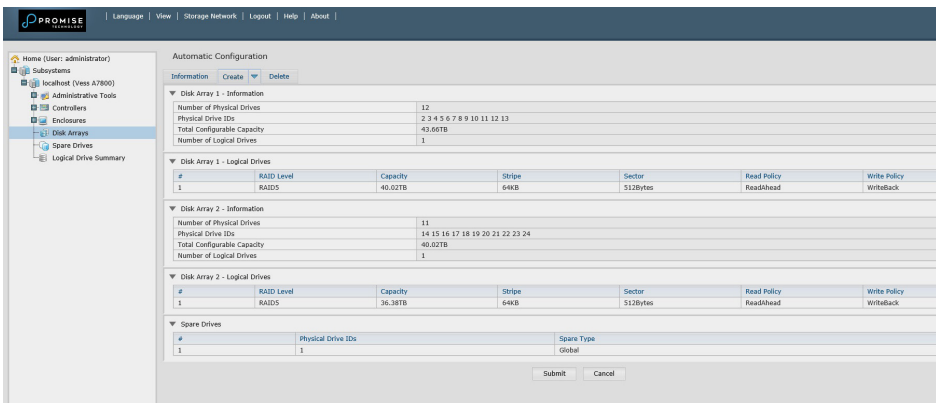 PROMISE
TECHNOLOGY
| Language | View | Storage Network | Logout | Help | About |
Home (User: administrator)
Subsystems
localhost (Vess A7800)
Administrative Tools
Controllers
Enclosures
Disk Arrays
Spare Drives
Logical Drive Summary
Automatic Configuration
Information Create Delete
Disk Array 1 - Information
Number of Physical Drives 12
Physical Drive IDs 2 3 4 5 6 7 8 9 10 11 12 13
Total Configurable Capacity 43.66TB
Number of Logical Drives 1
Disk Array 1 - Logical Drives
# RAID Level Capacity Stripe Sector Read Policy Write Policy
1 RAID5 40.02TB 64KB 512Bytes ReadAhead WriteBack
Disk Array 2 - Information
Number of Physical Drives 11
Physical Drive IDs 14 15 16 17 18 19 20 21 22 23 24
Total Configurable Capacity 40.02TB
Number of Logical Drives 1
Disk Array 2 - Logical Drives
# RAID Level Capacity Stripe Sector Read Policy Write Policy
1 RAID5 36.38TB 64KB 512Bytes ReadAhead WriteBack
Spare Drives
# Physical Drive IDs Spare Type
1 1 Global
Submit Cancel